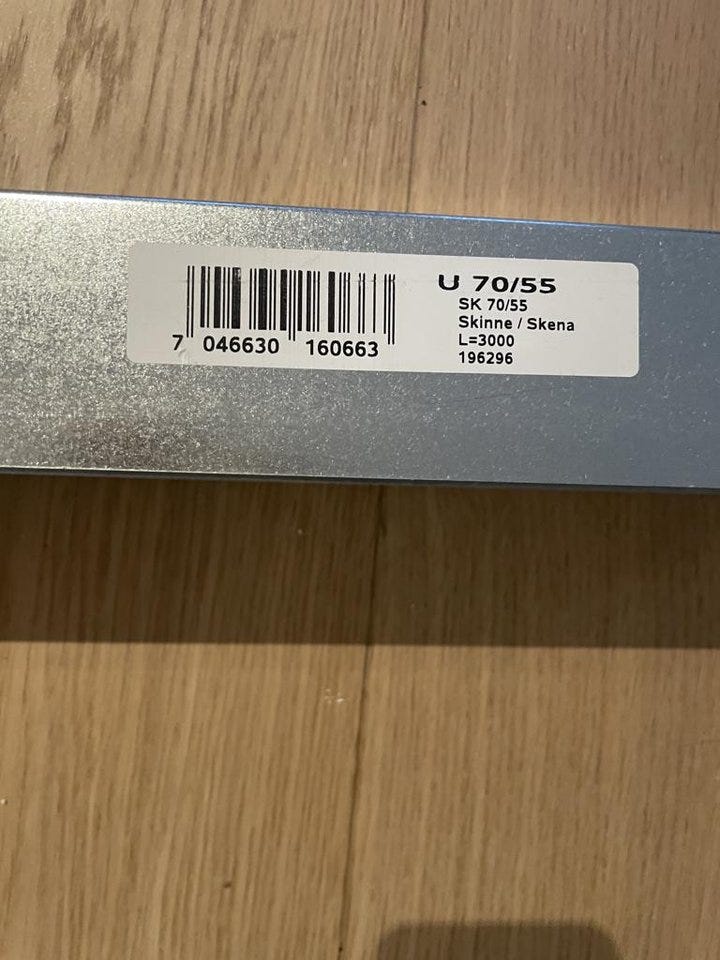 7 046630 160663
U 70/55
SK 70/55
Skinne / Skena
L=3000
196296